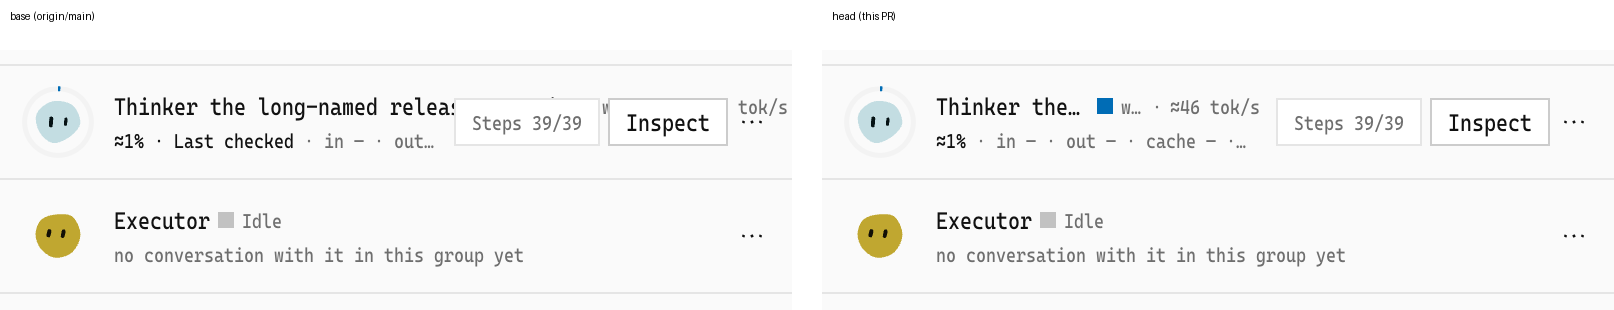 base (origin/main)
head (this PR)
Thinker the long-named releas w tok/s
Steps 39/39
Inspect
...
≈1% · Last checked · in — · out…
Executor Idle
...
no conversation with it in this group yet
Thinker the… w… · ≈46 tok/s
Steps 39/39
Inspect
...
≈1% · in — · out — · cache — ·…
Executor Idle
...
no conversation with it in this group yet